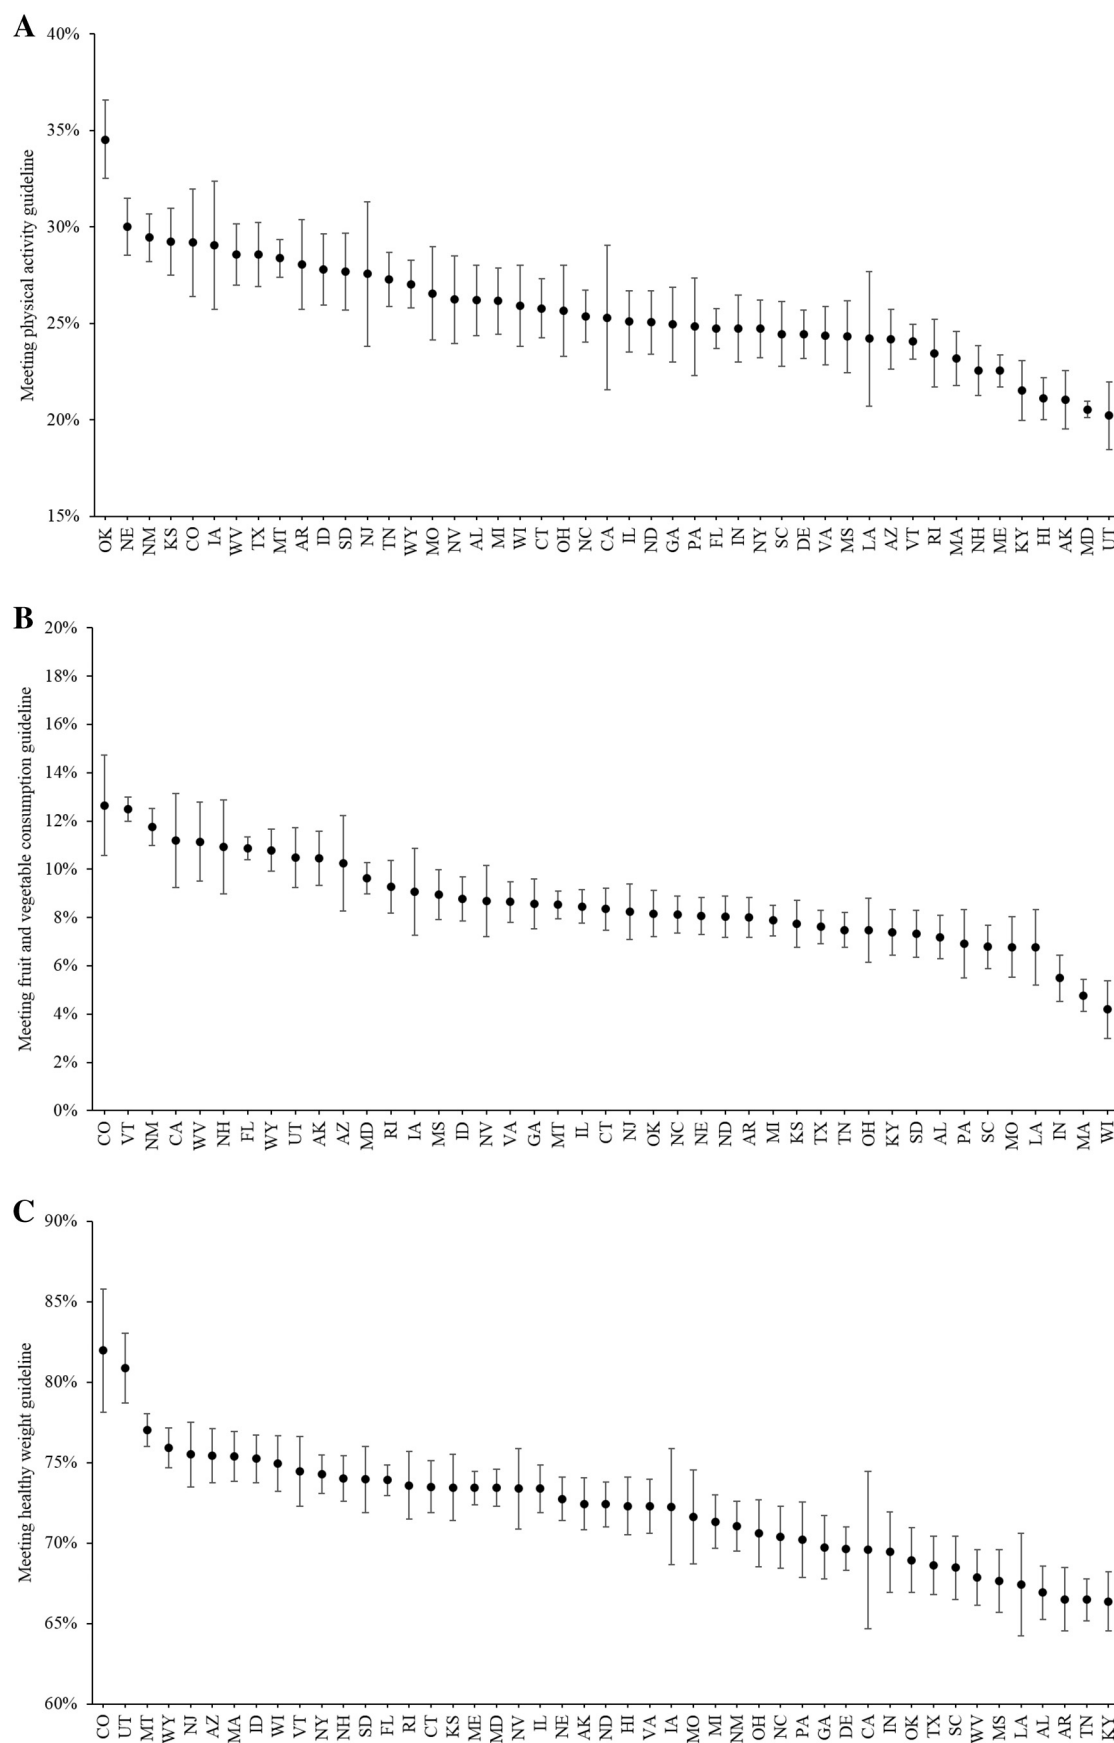 A
40%
35%
30%
25%
20%
15%
Meeting physical activity guideline
OK NE NM KS CO IA WV TX MT AR ID SD NJ TN WY MO NV AL MI WI CT OH NC CA IL ND GA PA FL IN NY SC DE VA MS LA AZ VT RI MA NH ME KY HI AK MD UT
B
20%
18%
16%
14%
12%
10%
8%
6%
4%
2%
0%
Meeting fruit and vegetable consumption guideline
CO VT NM CA WV NH FL WY UT AK AZ MD RI IA MS ID NV VA GA MT IL CT NJ OK NC NE ND AR MI KS TX TN OH KY SD AL PA SC MO LA IN MA WI
C
90%
85%
80%
75%
70%
65%
60%
Meeting healthy weight guideline
CO UT MT WY NJ AZ MA ID WI VT NY NH SD FL RI CT KS ME MD NV IL NE AK ND HI VA IA MO MI NM OH NC PA GA DE CA IN OK TX SC WV MS LA AL AR TN KY